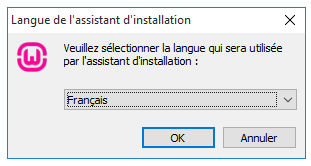 Langue de l'assistant d'installation
Veuillez sélectionner la langue qui sera utilisée
par l'assistant d'installation :
Français
OK
Annuler